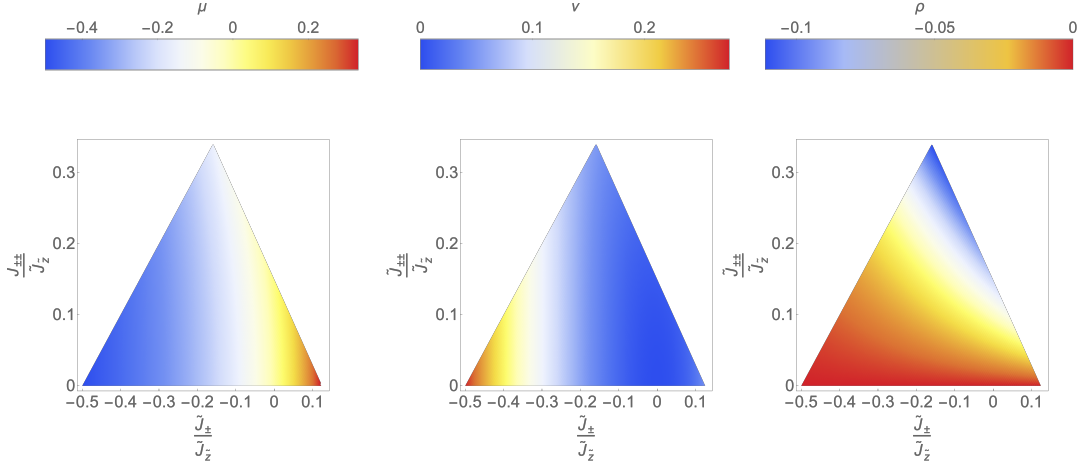 μ ν ρ
−0.4 −0.2 0 0.2 0 0.1 0.2 −0.1 −0.05 0
0.3 0.3 0.3
0.2 0.2 0.2
J̃±± / J̃z̃ J̃±± / J̃z̃ J̃±± / J̃z̃
0.1 0.1 0.1
0 0 0
−0.5 −0.4 −0.3 −0.2 −0.1 0 0.1 −0.5 −0.4 −0.3 −0.2 −0.1 0 0.1 −0.5 −0.4 −0.3 −0.2 −0.1 0 0.1
J̃± J̃± J̃±
J̃z̃ J̃z̃ J̃z̃